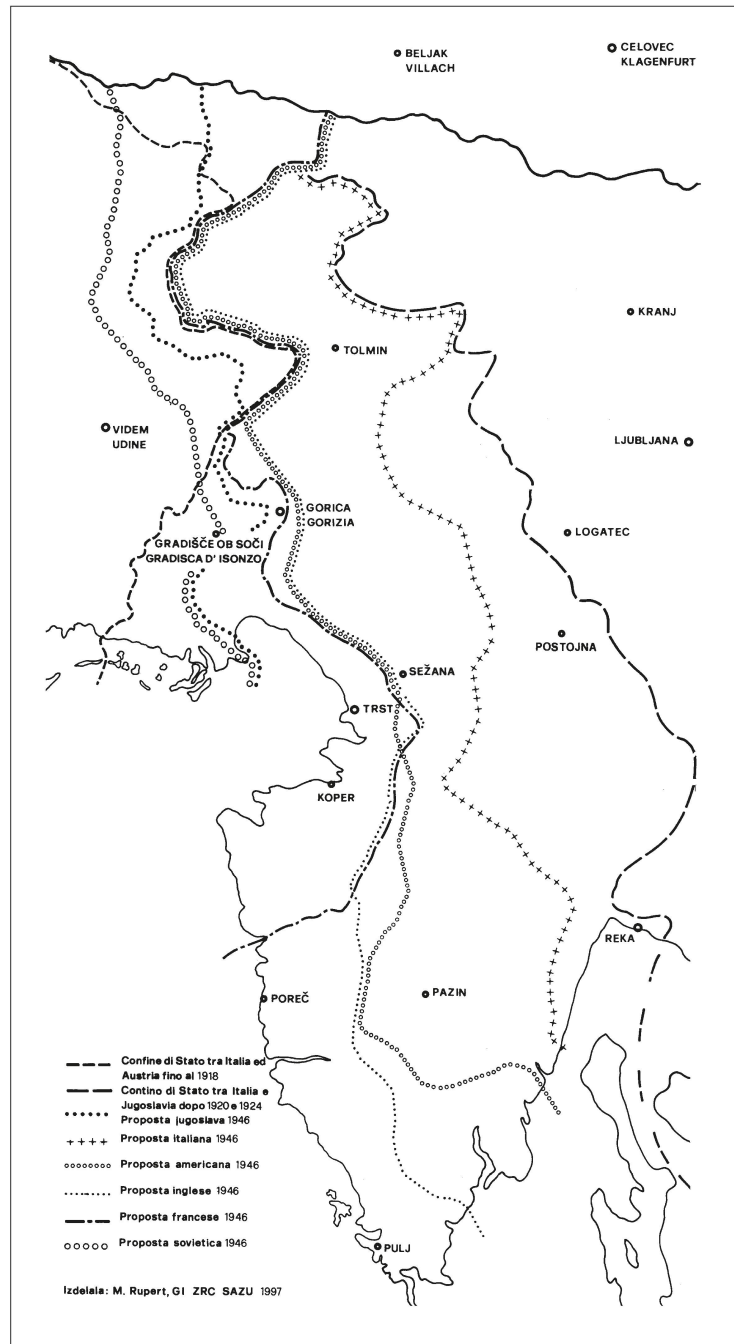 BELJAK
VILLACH
CELOVEC
KLAGENFURT
KRANJ
TOLMIN
VIDEM
UDINE
LJUBLJANA
GORICA
GORIZIA
LOGATEC
GRADIŠČE OB SOČI
GRADISCA D' ISONZO
POSTOJNA
SEŽANA
TRST
KOPER
REKA
POREČ
PAZIN
Confine di Stato tra Italia ed
Austria fino al 1918
Contino di Stato tra Italia e
Jugoslavia dopo 1920 e 1924
Proposta jugoslava 1946
Proposta italiana 1946
Proposta americana 1946
Proposta inglese 1946
Proposta francese 1946
Proposta sovietica 1946
PULJ
Izdelala: M. Rupert, GI ZRC SAZU 1997